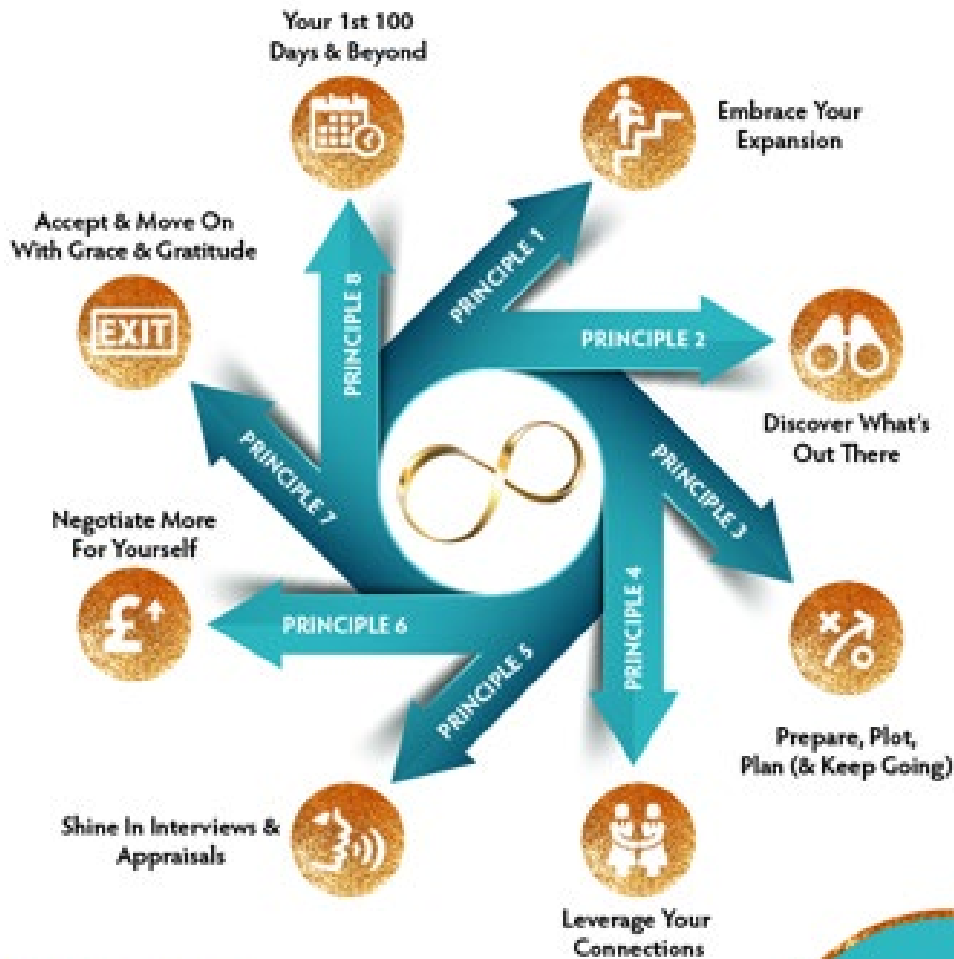 Your 1st 100
Days & Beyond
Embrace Your
Expansion
Accept & Move On
With Grace & Gratitude
EXIT
PRINCIPLE 8
PRINCIPLE 1
PRINCIPLE 2
Discover What's
Out There
PRINCIPLE 7
PRINCIPLE 3
Negotiate More
For Yourself
£
PRINCIPLE 6
PRINCIPLE 4
PRINCIPLE 5
Prepare, Plot,
Plan (& Keep Going)
Shine In Interviews &
Appraisals
Leverage Your
Connections